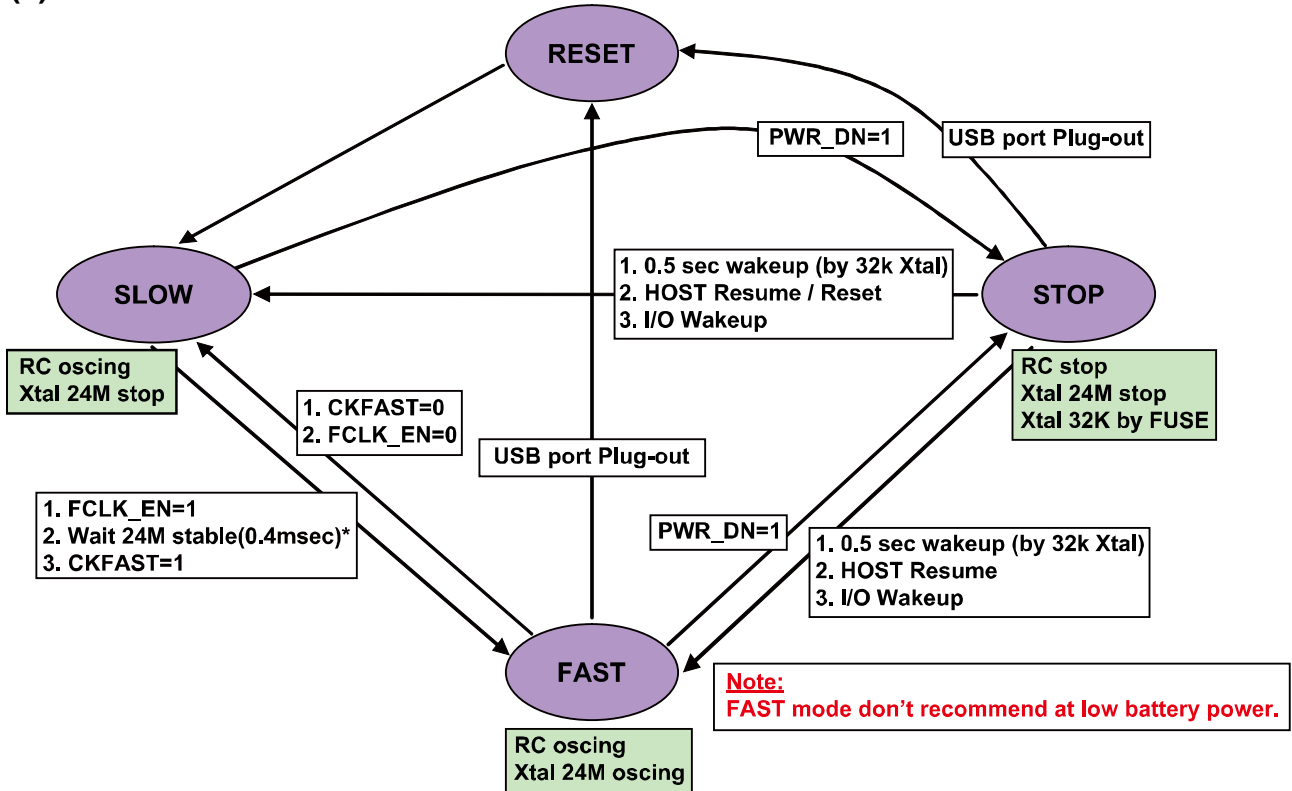 RESET
PWR_DN=1
USB port Plug-out
1. 0.5 sec wakeup (by 32k Xtal)
2. HOST Resume / Reset
3. I/O Wakeup
SLOW
STOP
RC oscing
Xtal 24M stop
RC stop
Xtal 24M stop
Xtal 32K by FUSE
1. CKFAST=0
2. FCLK_EN=0
USB port Plug-out
1. FCLK_EN=1
2. Wait 24M stable(0.4msec)*
3. CKFAST=1
PWR_DN=1
1. 0.5 sec wakeup (by 32k Xtal)
2. HOST Resume
3. I/O Wakeup
FAST
Note:
FAST mode don't recommend at low battery power.
RC oscing
Xtal 24M oscing